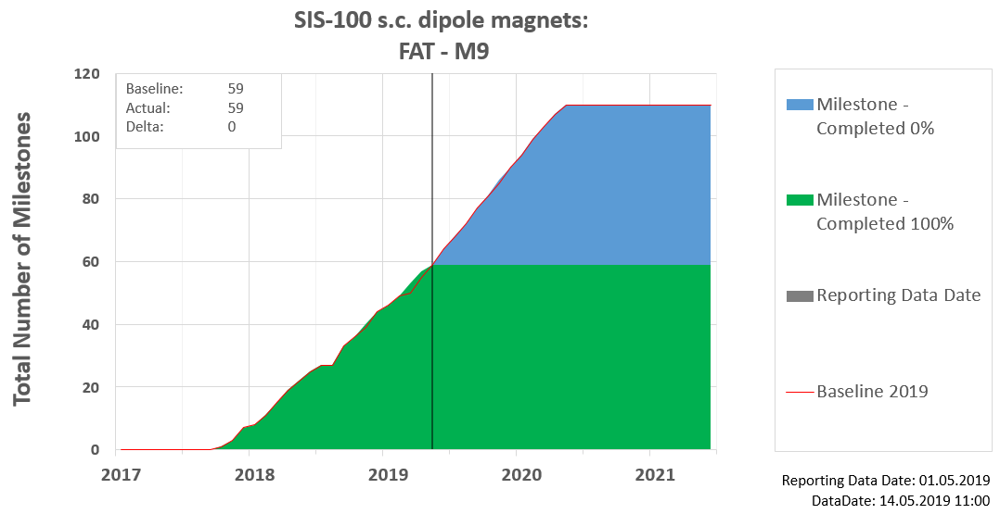 SIS-100 s.c. dipole magnets:
FAT - M9
Total Number of Milestones
120
100
80
60
40
20
0
Baseline: 59
Actual: 59
Delta: 0
2017 2018 2019 2020 2021
Milestone -
Completed 0%
Milestone -
Completed 100%
Reporting Data Date
Baseline 2019
Reporting Data Date: 01.05.2019
DataDate: 14.05.2019 11:00